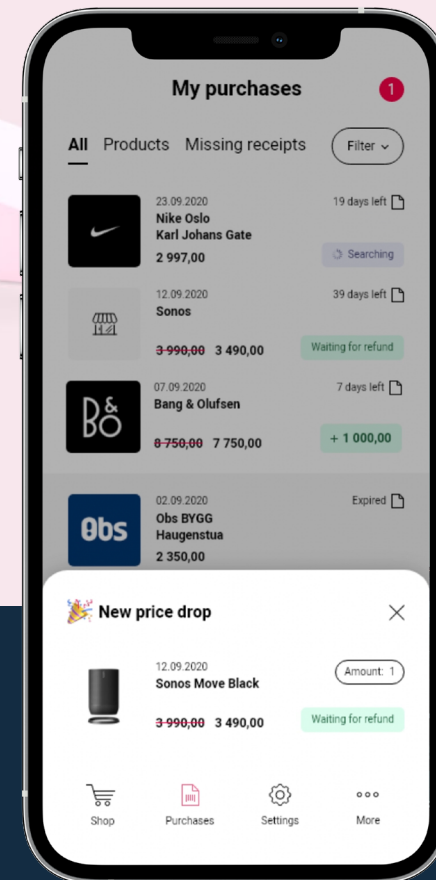 My purchases
1
All Products Missing receipts Filter
23.09.2020
19 days left
Nike Oslo
Karl Johans Gate
2 997,00
Searching
12.09.2020
39 days left
Sonos
3 990,00 3 490,00
Waiting for refund
B&O
07.09.2020
7 days left
Bang & Olufsen
8 750,00 7 750,00
+ 1 000,00
Obs
02.09.2020
Expired
Obs BYGG
Haugenstua
2 350,00
New price drop
12.09.2020
Amount: 1
Sonos Move Black
3 990,00 3 490,00
Waiting for refund
Shop Purchases Settings More